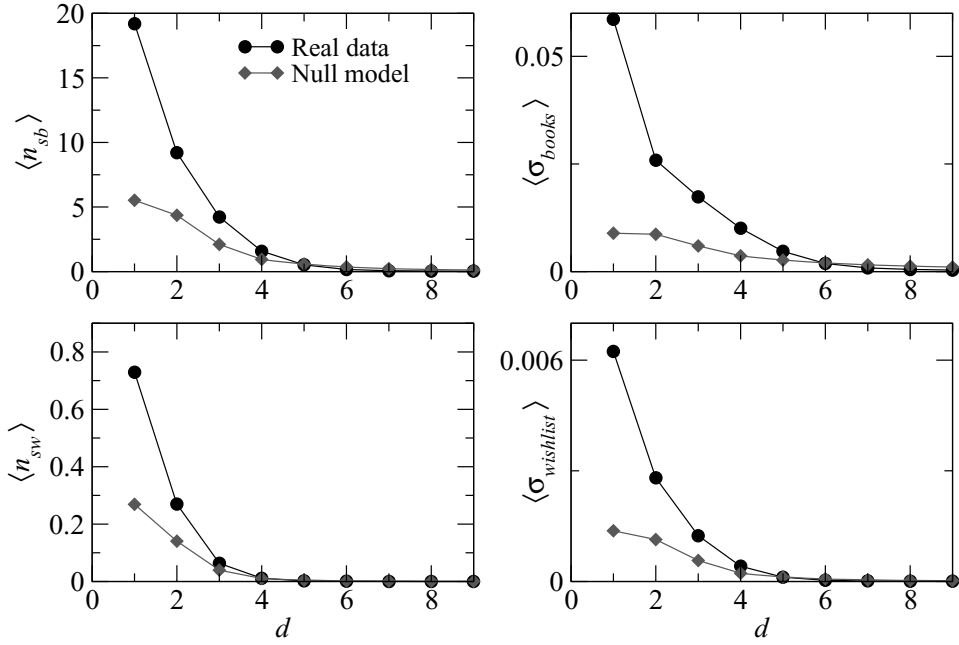 20
15
10
5
0
⟨n_sb⟩
Real data
Null model
0 2 4 6 8
0.05
0
⟨σ_books⟩
0 2 4 6 8
0.8
0.6
0.4
0.2
0
⟨n_sw⟩
0 2 4 6 8
d
0.006
0
⟨σ_wishlist⟩
0 2 4 6 8
d